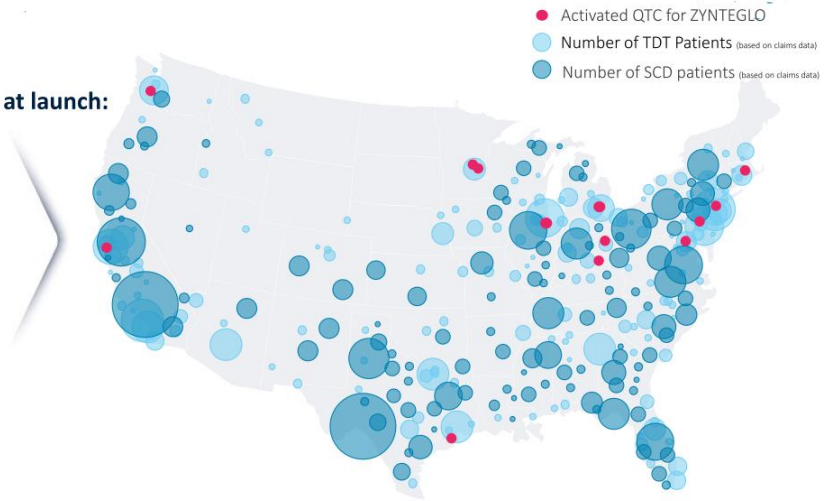 Activated QTC for ZYNTEGLO
Number of TDT Patients (based on claims data)
Number of SCD patients (based on claims data)
at launch: